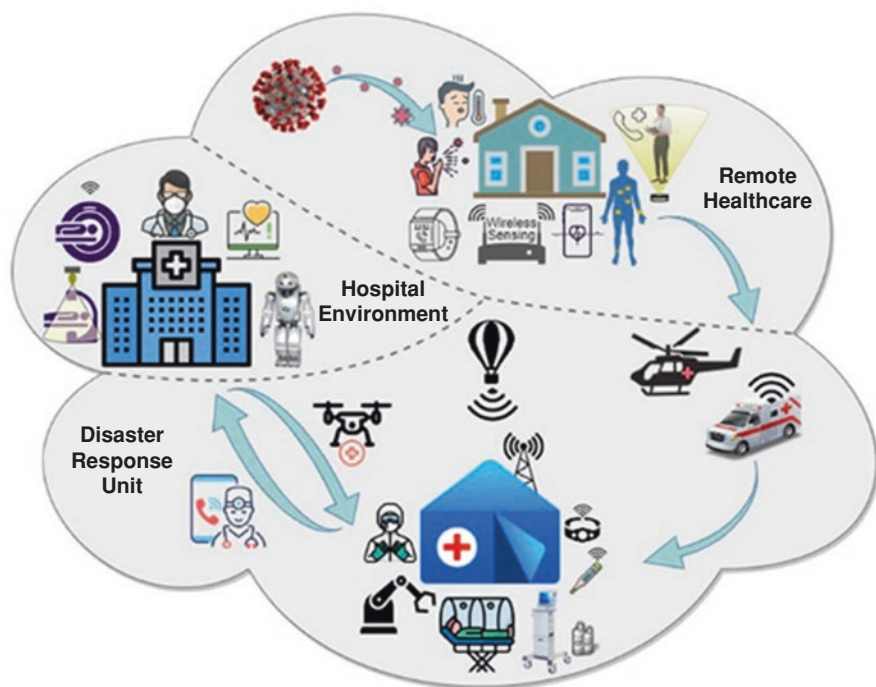 Remote
Healthcare
Wireless
Sensing
Hospital
Environment
Disaster
Response
Unit